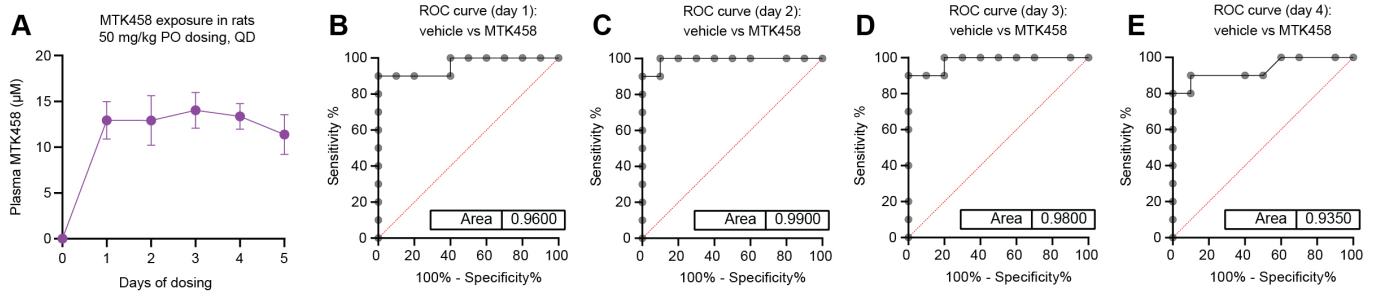 A
MTK458 exposure in rats
50 mg/kg PO dosing, QD
20
15
10
5
0
Plasma MTK458 (µM)
0 1 2 3 4 5
Days of dosing
B
ROC curve (day 1):
vehicle vs MTK458
100
80
60
40
20
0
Sensitivity %
Area 0.9600
0 20 40 60 80 100
100% - Specificity%
C
ROC curve (day 2):
vehicle vs MTK458
100
80
60
40
20
0
Sensitivity %
Area 0.9900
0 20 40 60 80 100
100% - Specificity%
D
ROC curve (day 3):
vehicle vs MTK458
100
80
60
40
20
0
Sensitivity %
Area 0.9800
0 20 40 60 80 100
100% - Specificity%
E
ROC curve (day 4):
vehicle vs MTK458
100
80
60
40
20
0
Sensitivity %
Area 0.9350
0 20 40 60 80 100
100% - Specificity%